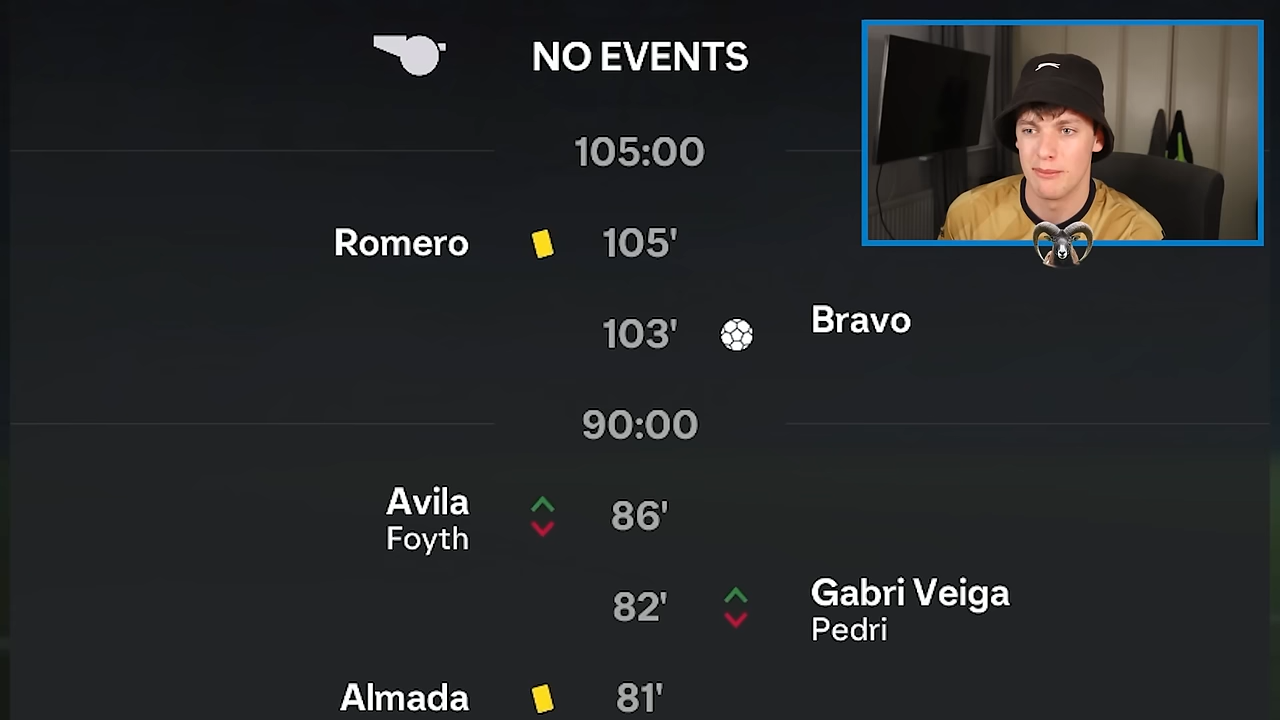 NO EVENTS
105:00
Romero 105'
103' Bravo
90:00
Avila
Foyth
86'
82'
Gabri Veiga
Pedri
Almada 81'